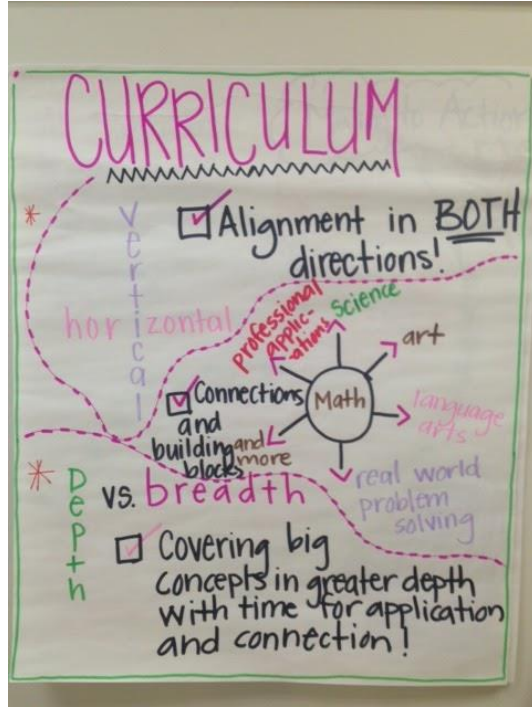 CURRICULUM
Alignment in BOTH
directions!
vertical
horizontal
professional
applic-
ations
science
art
Math
language
arts
real world
problem
solving
and
more
Connections
and
building
blocks
Depth
vs. breadth
Covering big
concepts in greater depth
with time for application
and connection!